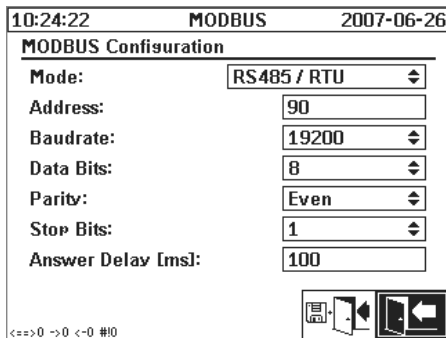 10:24:22 MODBUS 2007-06-26
MODBUS Configuration
Mode: RS485 / RTU
Address: 90
Baudrate: 19200
Data Bits: 8
Parity: Even
Stop Bits: 1
Answer Delay [ms]: 100
<==>0 ->0 <-0 #!0